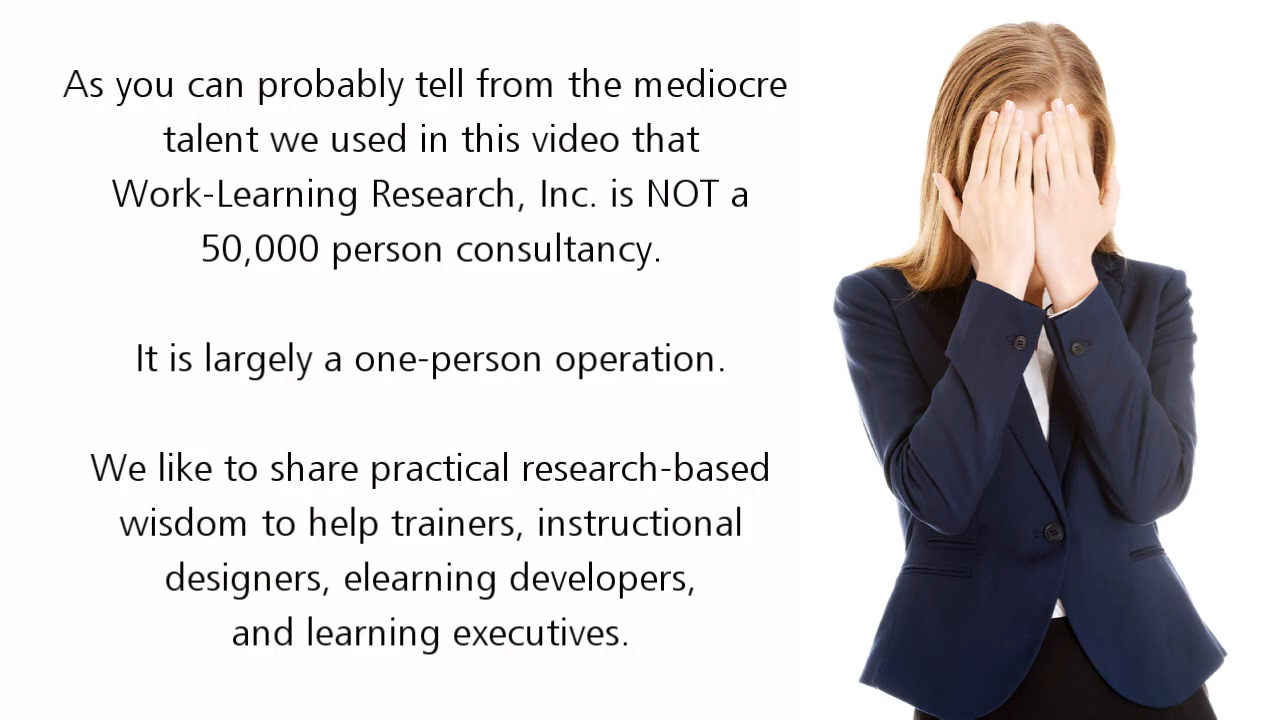 As you can probably tell from the mediocre
talent we used in this video that
Work-Learning Research, Inc. is NOT a
50,000 person consultancy.
It is largely a one-person operation.
We like to share practical research-based
wisdom to help trainers, instructional
designers, elearning developers,
and learning executives.